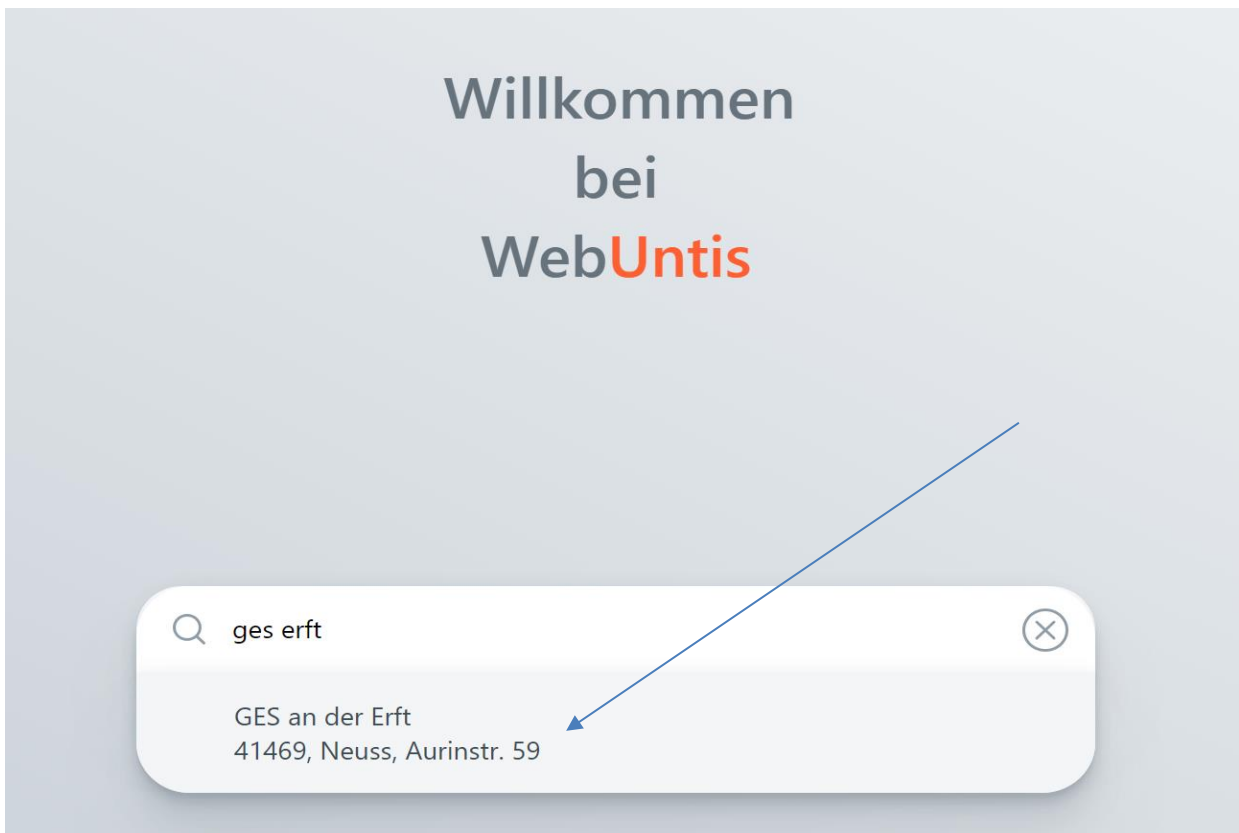 Willkommen
bei
WebUntis
ges erft
GES an der Erft
41469, Neuss, Aurinstr. 59